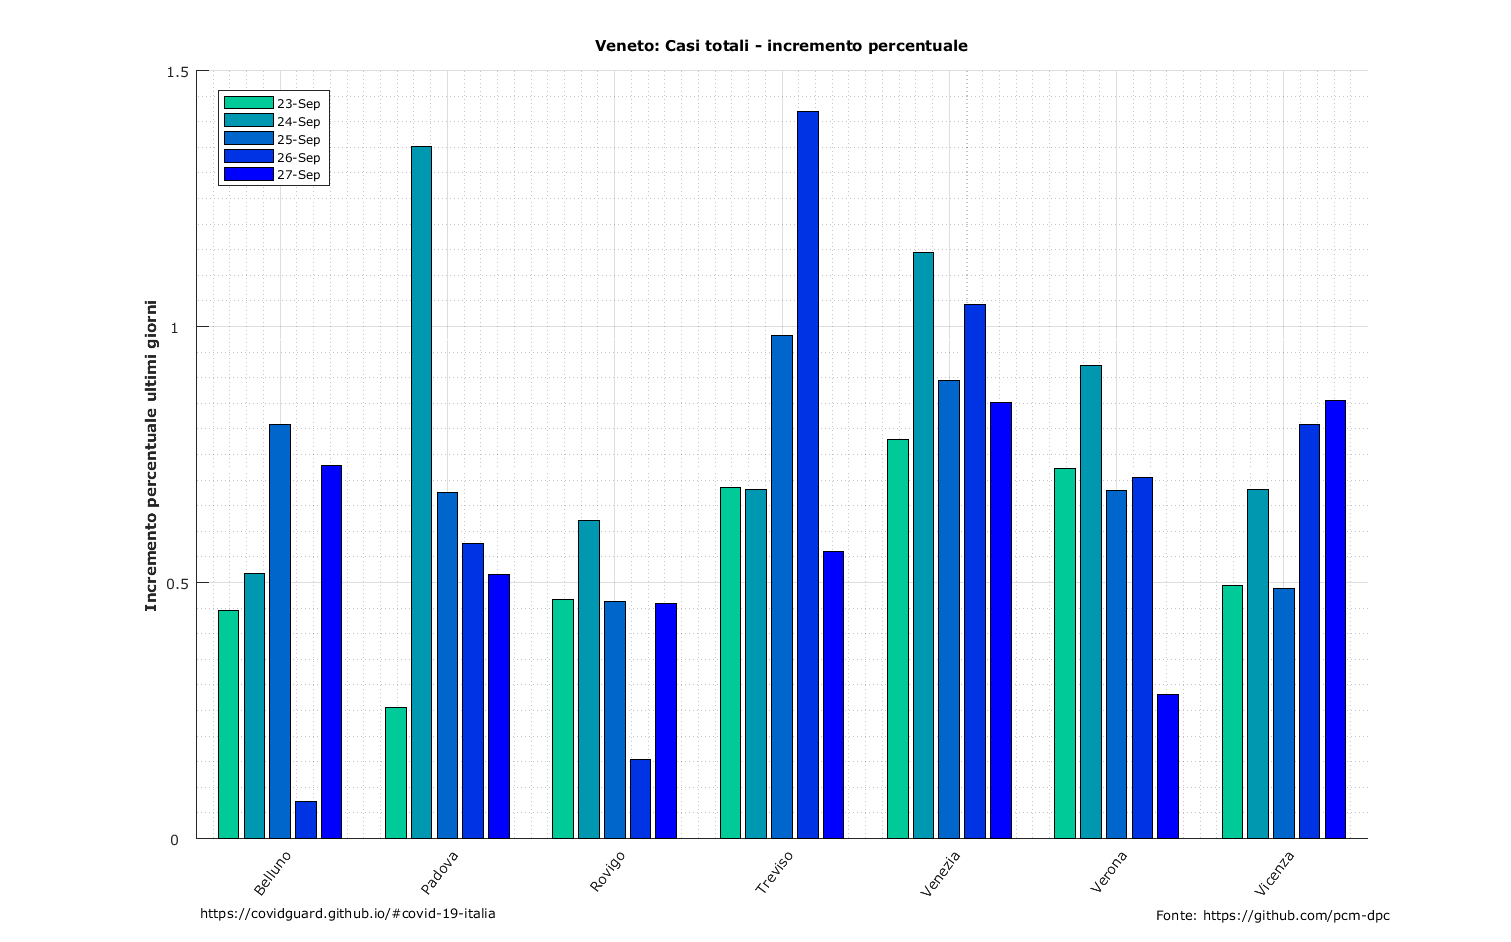 Veneto: Casi totali - incremento percentuale
1.5
1
0.5
0
Incremento percentuale ultimi giorni
23-Sep
24-Sep
25-Sep
26-Sep
27-Sep
Belluno
Padova
Rovigo
Treviso
Venezia
Verona
Vicenza
https://covidguard.github.io/#covid-19-italia
Fonte: https://github.com/pcm-dpc